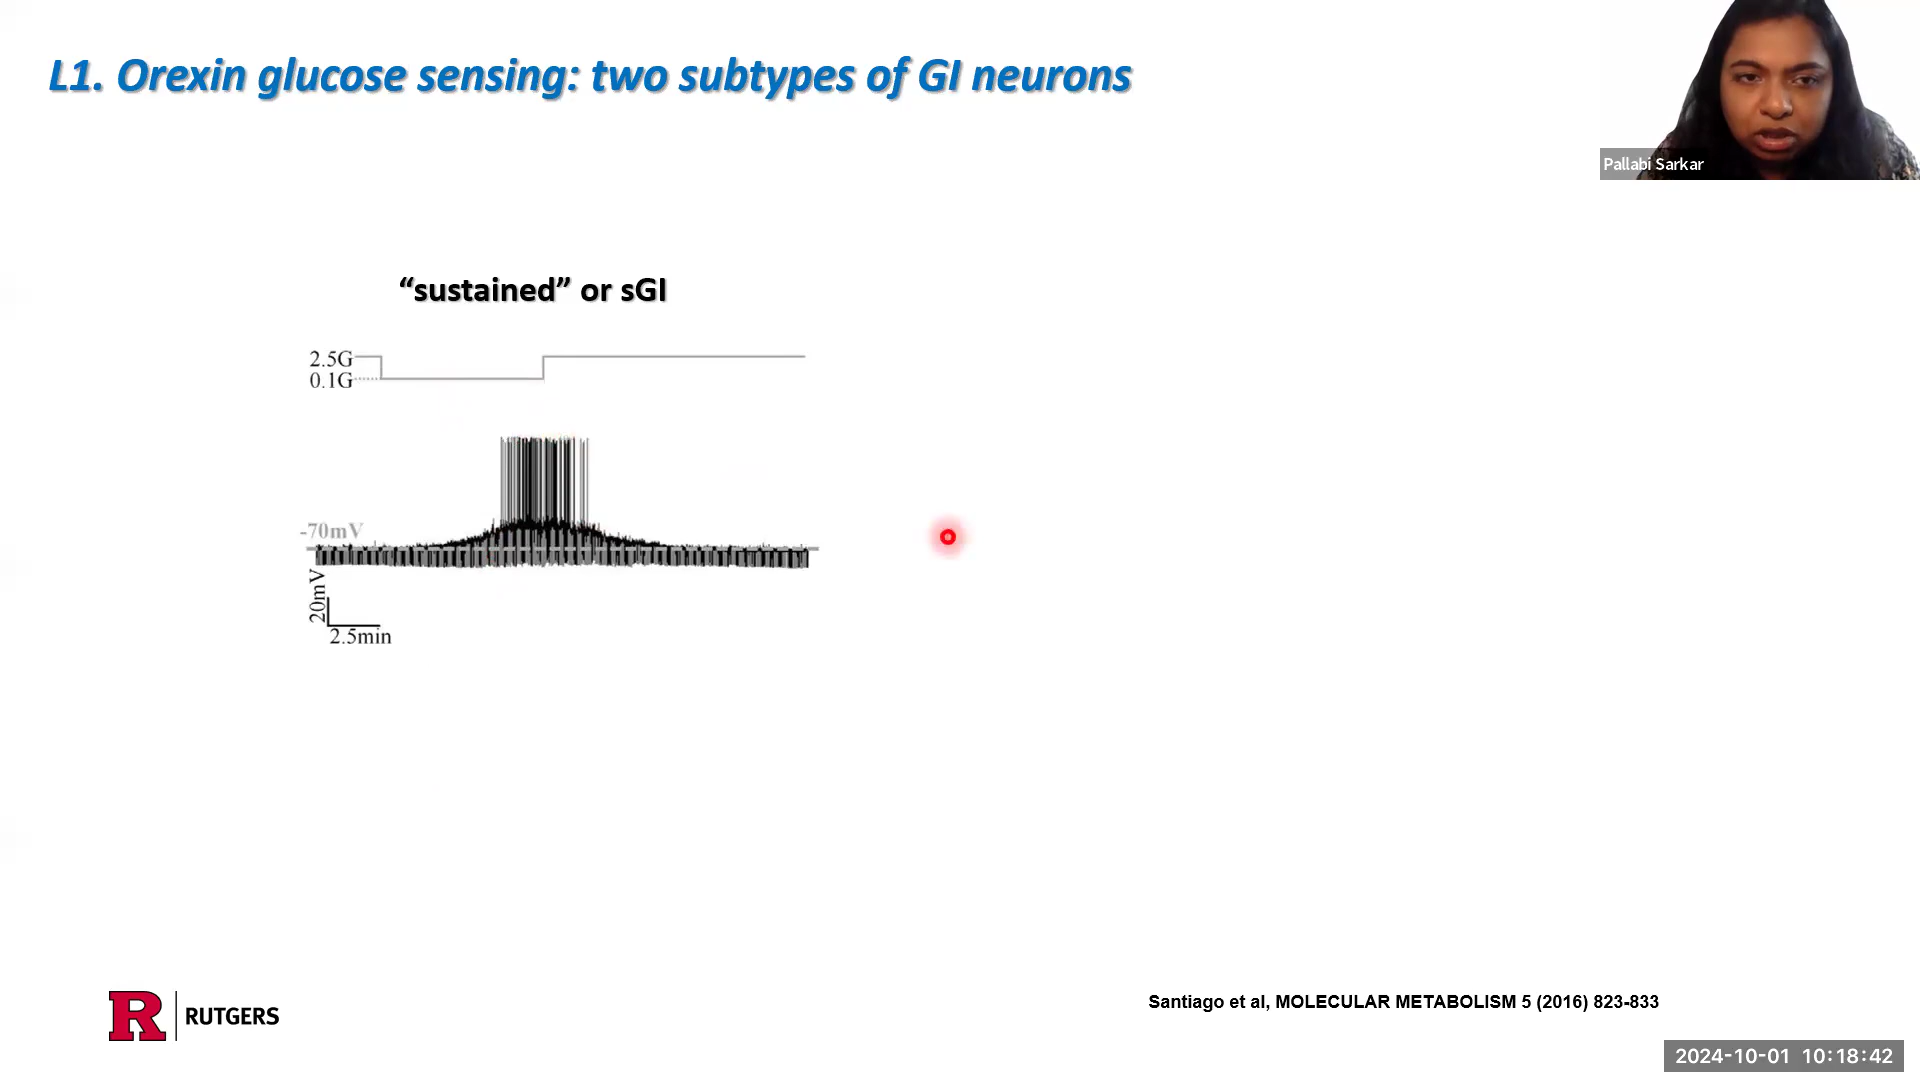 L1. Orexin glucose sensing: two subtypes of GI neurons
Pallabi Sarkar
“sustained” or sGI
2.5G
0.1G
-70mV
20mV
2.5min
R RUTGERS
Santiago et al, MOLECULAR METABOLISM 5 (2016) 823-833
2024-10-01 10:18:42